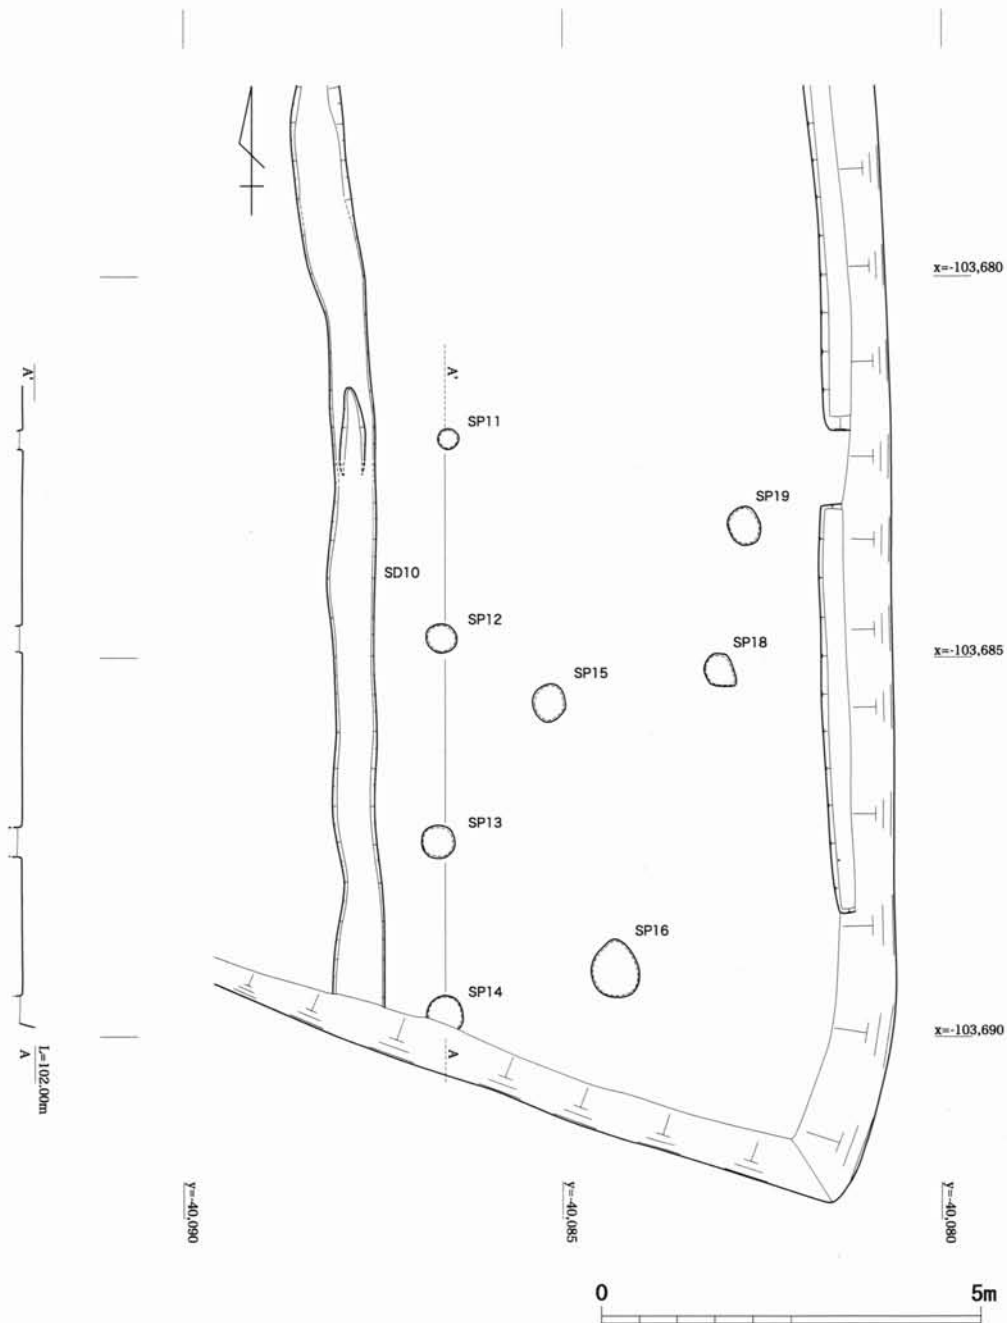 x=-103,680
A'
A'
SP11
SP19
SD10
SP12
SP18
x=-103,685
SP15
SP13
SP16
SP14
x=-103,690
A
A
L=102.00m
y=-40,090
y=-40,085
y=-40,080
0
5m